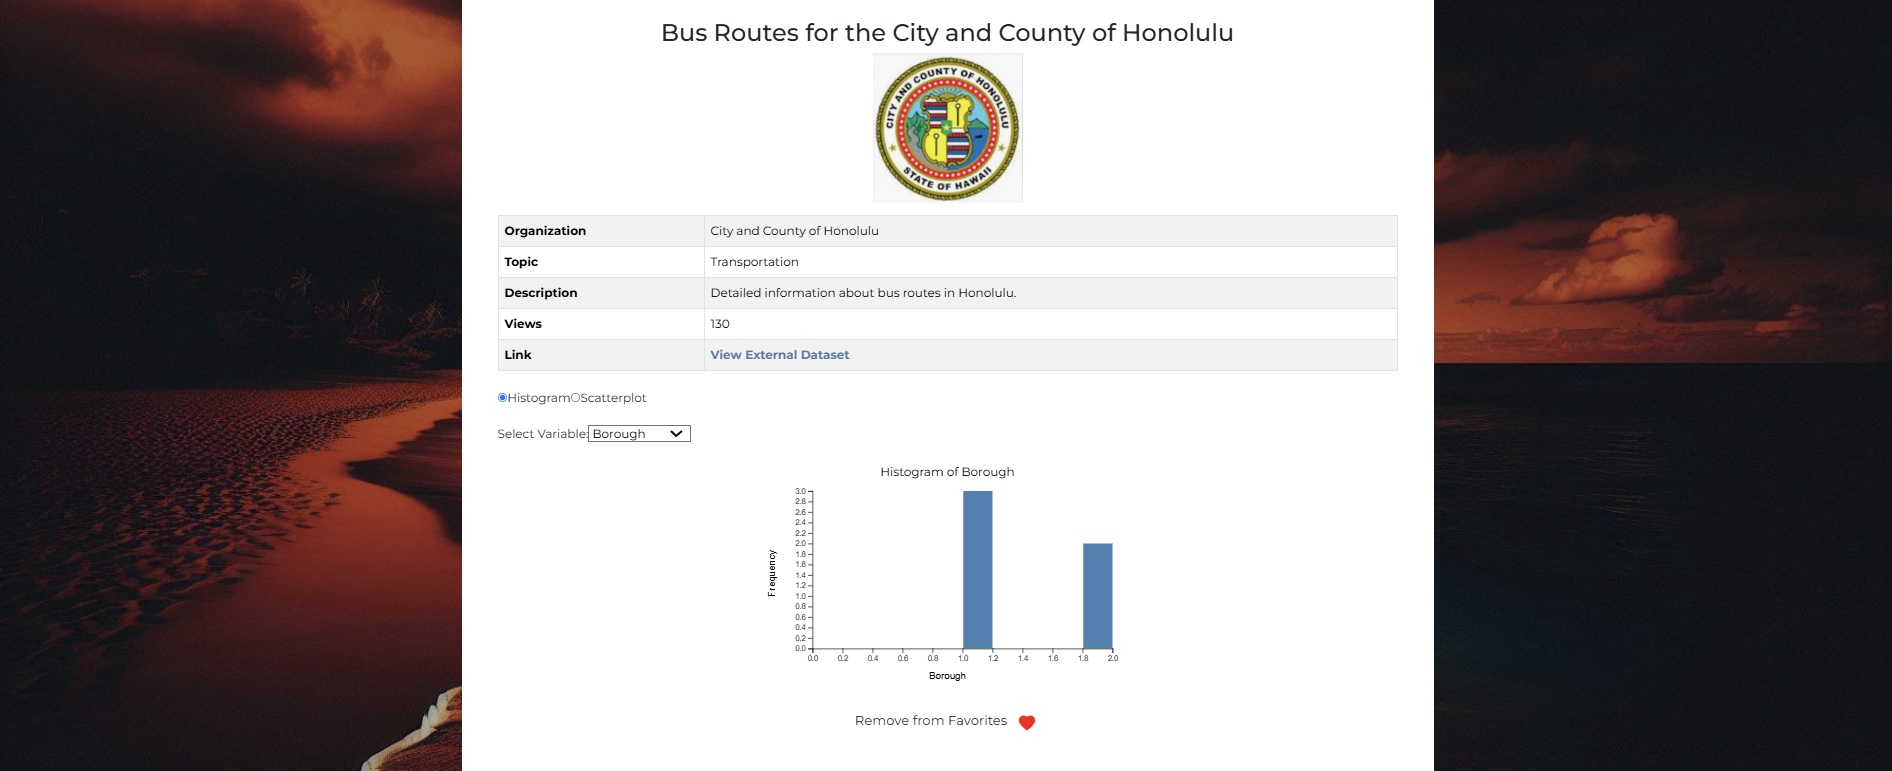 Bus Routes for the City and County of Honolulu
CITY AND COUNTY OF HONOLULU
STATE OF HAWAII
Organization City and County of Honolulu
Topic Transportation
Description Detailed information about bus routes in Honolulu.
Views 130
Link View External Dataset
Histogram Scatterplot
Select Variable: Borough
Histogram of Borough
3.0
2.8
2.6
2.4
2.2
2.0
1.8
1.6
1.4
1.2
1.0
0.8
0.6
0.4
0.2
0.0
Frequency
0.0 0.2 0.4 0.6 0.8 1.0 1.2 1.4 1.6 1.8 2.0
Borough
Remove from Favorites